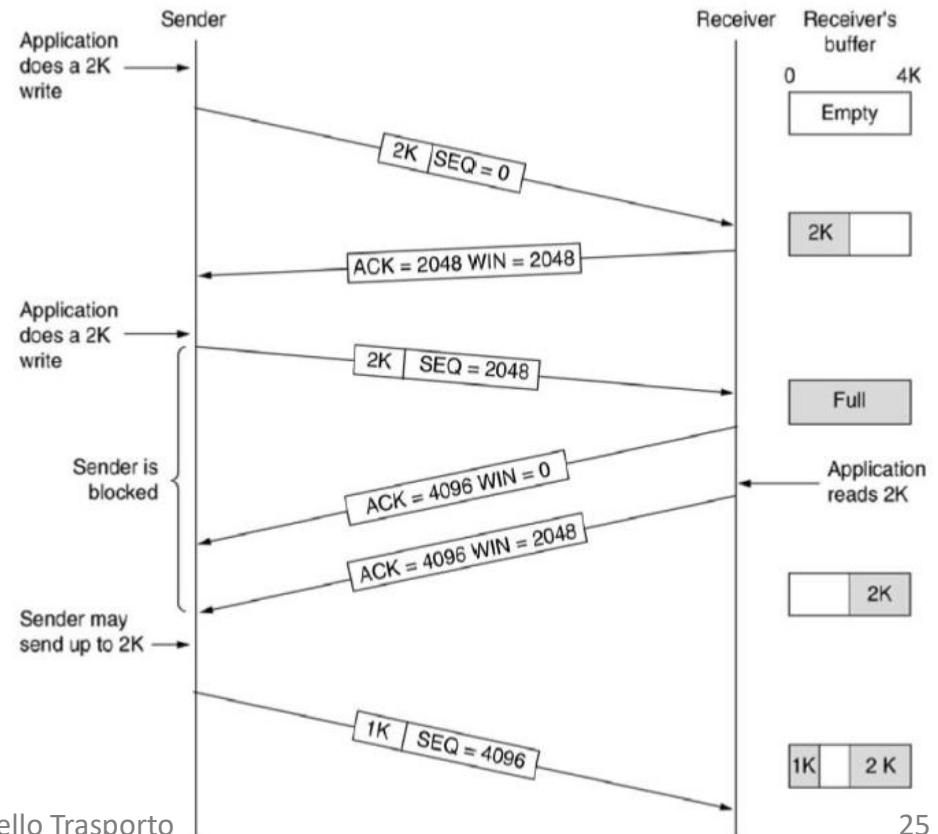 Sender
Receiver
Receiver's
buffer
Application
does a 2K
write
0 4K
Empty
2K SEQ = 0
2K
ACK = 2048 WIN = 2048
Application
does a 2K
write
2K SEQ = 2048
Full
Sender is
blocked
ACK = 4096 WIN = 0
Application
reads 2K
ACK = 4096 WIN = 2048
2K
Sender may
send up to 2K
1K SEQ = 4096
1K 2 K
ello Trasporto
25